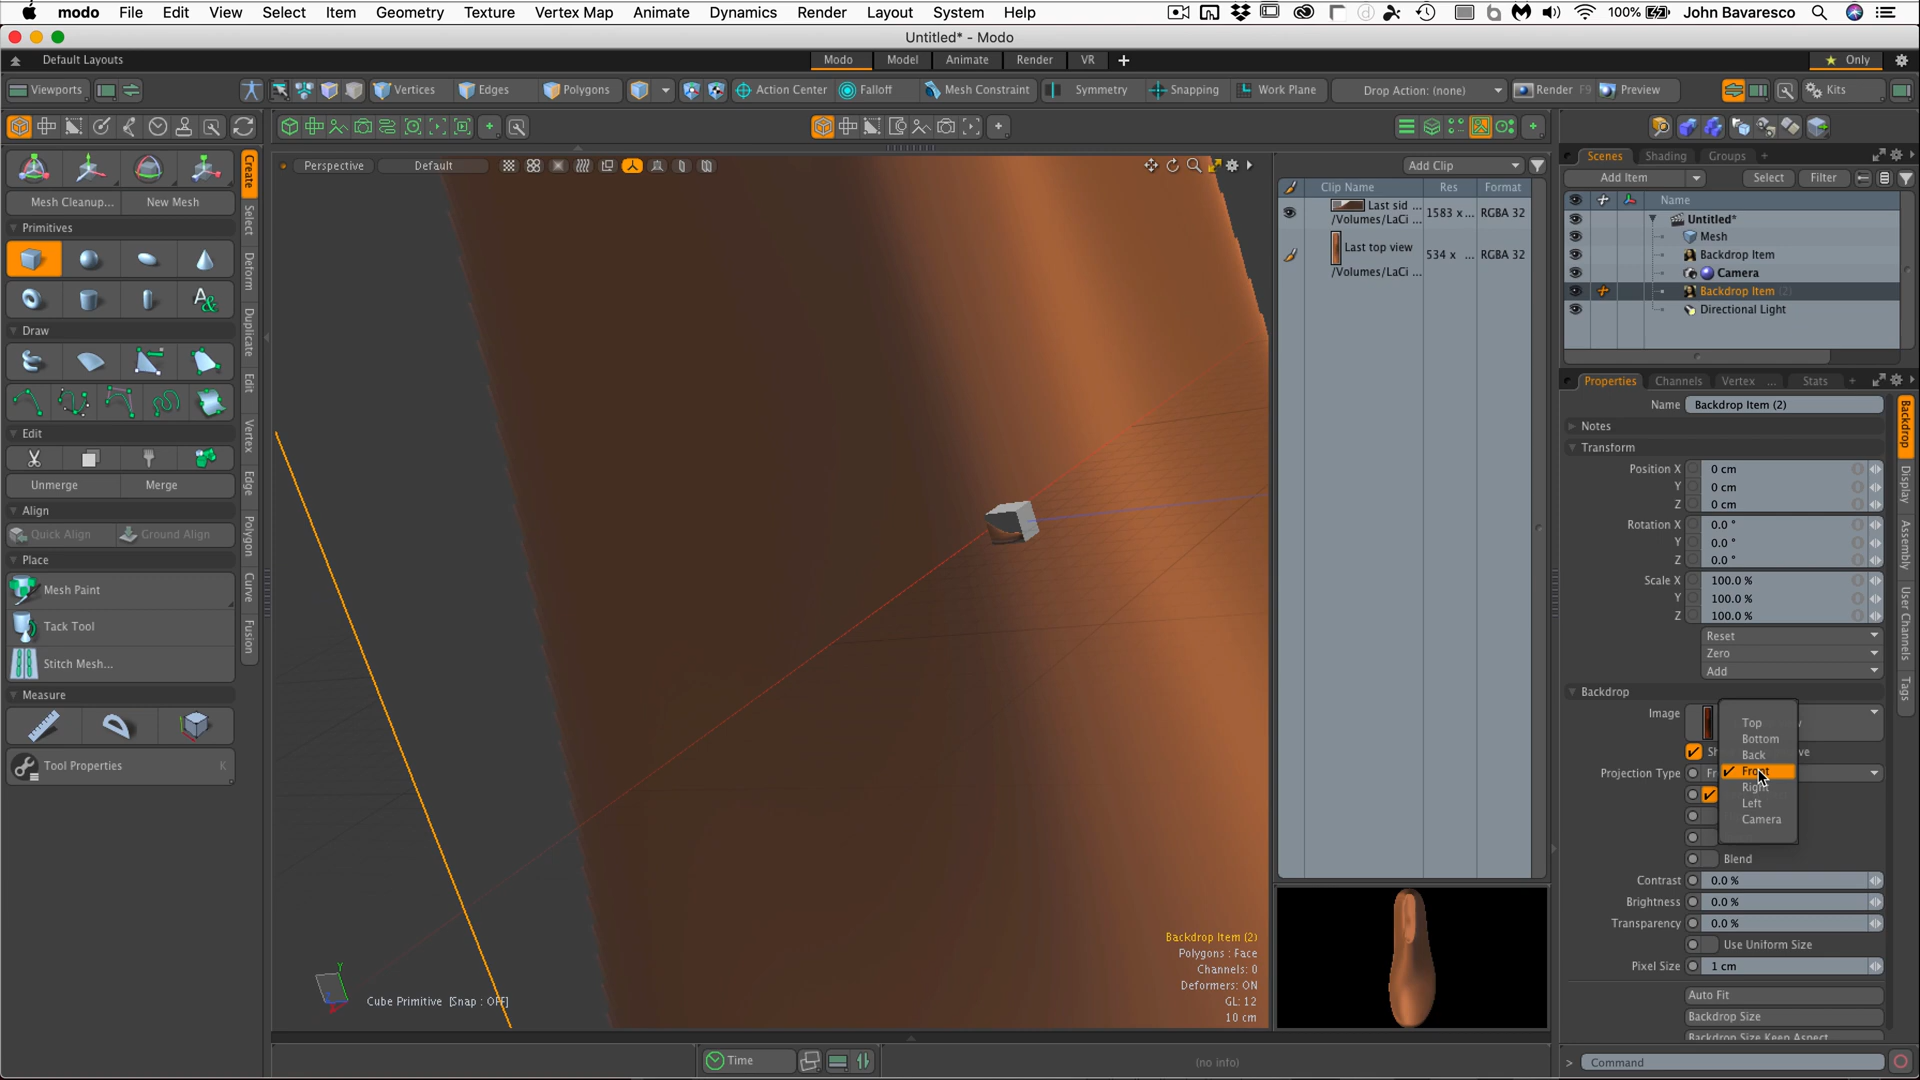 modo File Edit View Select Item Geometry Texture Vertex Map Animate Dynamics Render Layout System Help 100% John Bavaresco
Untitled* - Modo
Default Layouts Modo Model Animate Render VR Only
Viewports Vertices Edges Polygons Action Center Falloff Mesh Constraint Symmetry Snapping Work Plane Drop Action: (none) Render F9 Preview Kits
Perspective Default
Mesh Cleanup... New Mesh
Primitives
Draw
Edit
Unmerge Merge
Align
Quick Align Ground Align
Place
Mesh Paint
Tack Tool
Stitch Mesh...
Measure
Tool Properties K
Create
Select
Deform
Duplicate
Edit
Vertex
Edge
Polygon
Curve
Fusion
Y
Cube Primitive [Snap : OFF]
Backdrop Item (2)
Polygons : Face
Channels: 0
Deformers: ON
GL: 12
10 cm
Add Clip
Clip Name Res Format
Last sid ... 1583 x ... RGBA 32
/Volumes/LaCi ...
Last top view 534 x ... RGBA 32
/Volumes/LaCi ...
Scenes Shading Groups
Add Item Select Filter
Name
Untitled*
Mesh
Backdrop Item
Camera
Backdrop Item (2)
Directional Light
Properties Channels Vertex ... Stats
Name Backdrop Item (2)
Notes
Transform
Position X 0 cm
Y 0 cm
Z 0 cm
Rotation X 0.0 °
Y 0.0 °
Z 0.0 °
Scale X 100.0 %
Y 100.0 %
Z 100.0 %
Reset
Zero
Add
Backdrop
Image
Projection Type
Top
Bottom
Back
Front
Right
Left
Camera
Blend
Contrast 0.0 %
Brightness 0.0 %
Transparency 0.0 %
Use Uniform Size
Pixel Size 1 cm
Auto Fit
Backdrop Size
Backdrop Size Keep Aspect
Backdrop
Display
Assembly
User Channels
Tags
Time (no info) Command